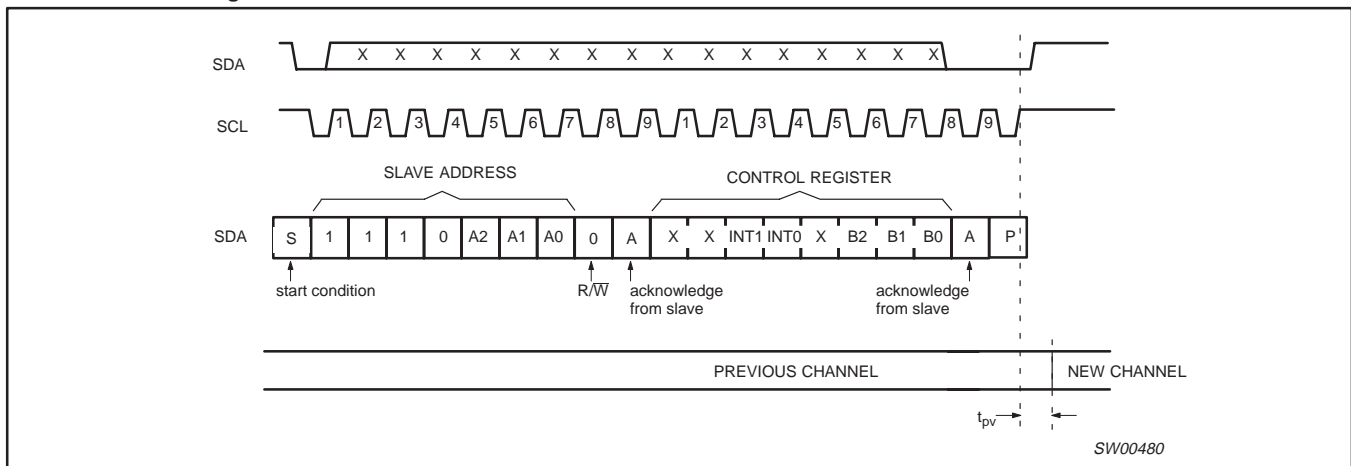 SDA X X X X X X X X X X X X X X X X
SCL 1 2 3 4 5 6 7 8 9 1 2 3 4 5 6 7 8 9
SLAVE ADDRESS CONTROL REGISTER
SDA S 1 1 1 0 A2 A1 A0 0 A X X INT1 INT0 X B2 B1 B0 A P
start condition R/W̅ acknowledge from slave acknowledge from slave
PREVIOUS CHANNEL NEW CHANNEL
tpv
SW00480